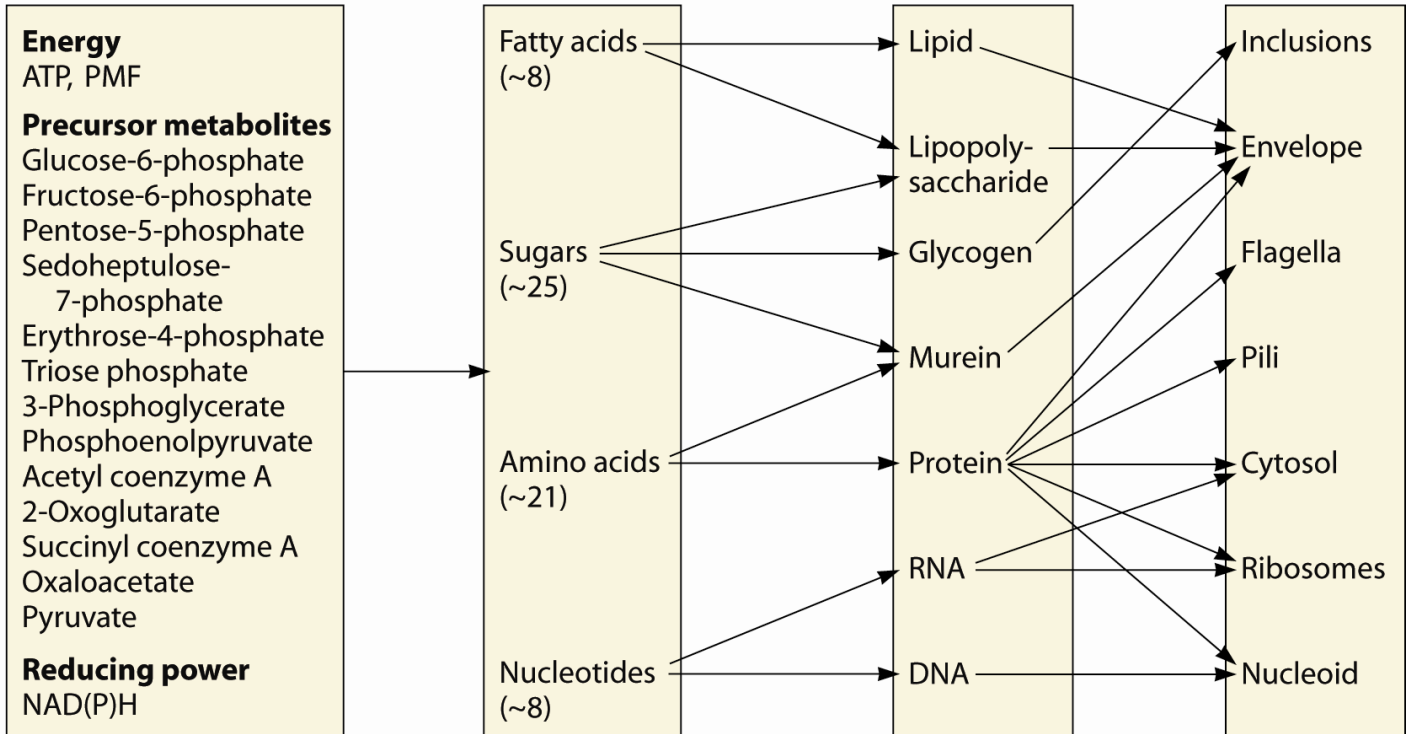 Energy
ATP, PMF
Precursor metabolites
Glucose-6-phosphate
Fructose-6-phosphate
Pentose-5-phosphate
Sedoheptulose-
7-phosphate
Erythrose-4-phosphate
Triose phosphate
3-Phosphoglycerate
Phosphoenolpyruvate
Acetyl coenzyme A
2-Oxoglutarate
Succinyl coenzyme A
Oxaloacetate
Pyruvate
Reducing power
NAD(P)H
Fatty acids
(~8)
Sugars
(~25)
Amino acids
(~21)
Nucleotides
(~8)
Lipid
Lipopoly-
saccharide
Glycogen
Murein
Protein
RNA
DNA
Inclusions
Envelope
Flagella
Pili
Cytosol
Ribosomes
Nucleoid